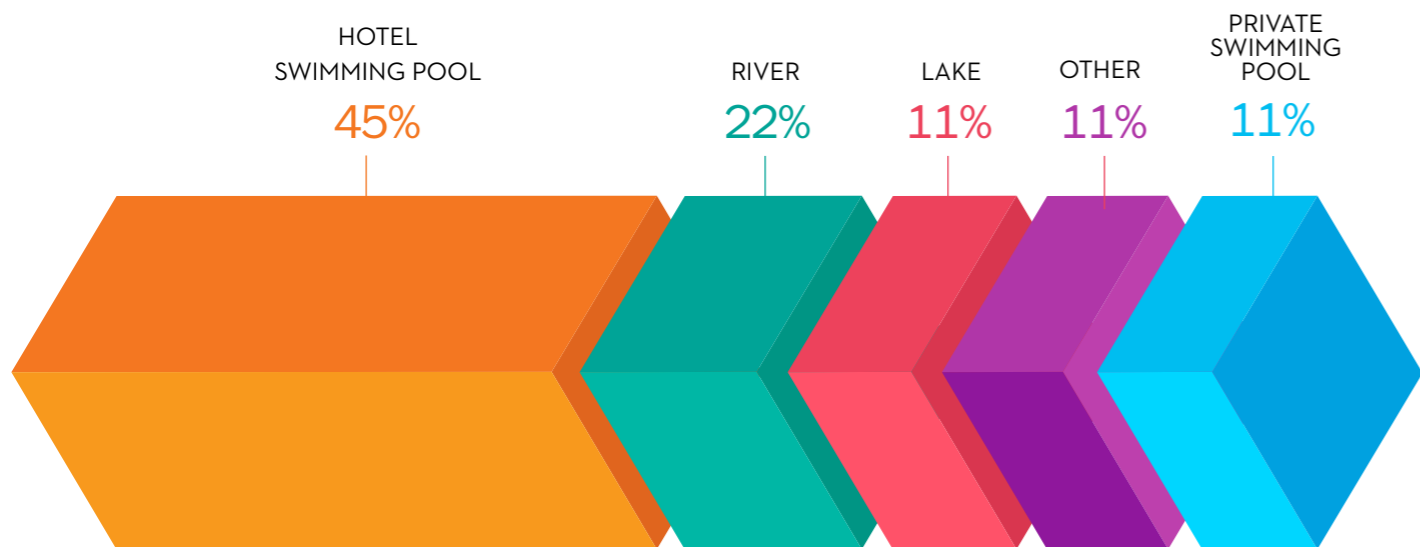 HOTEL
SWIMMING POOL
45%
RIVER
22%
LAKE
11%
OTHER
11%
PRIVATE
SWIMMING
POOL
11%